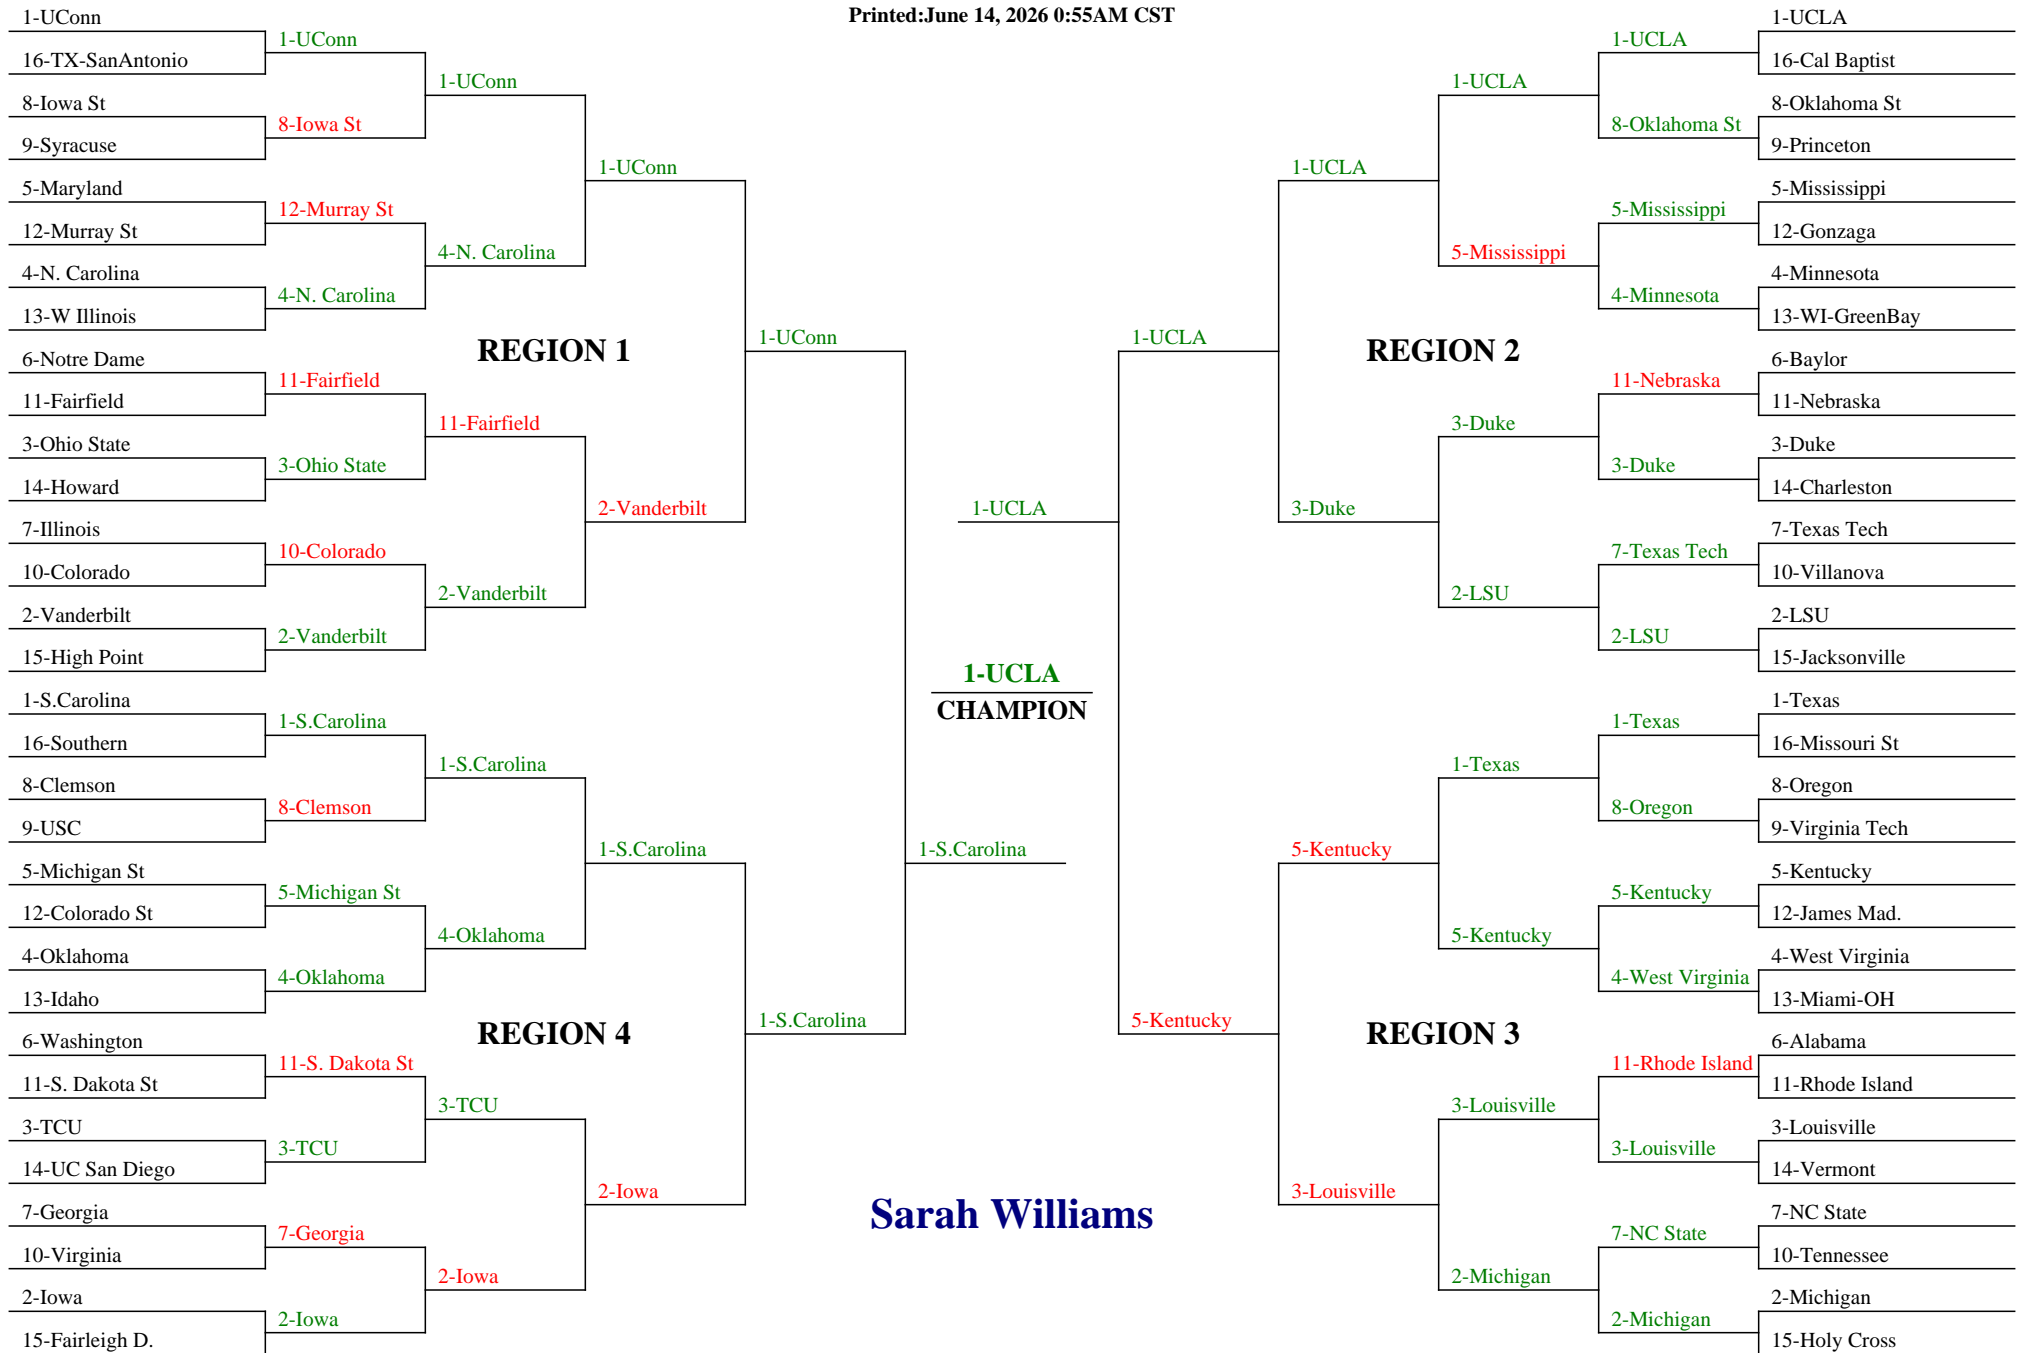 Printed:June 14, 2026 0:55AM CST
1-UConn
16-TX-SanAntonio
8-Iowa St
9-Syracuse
5-Maryland
12-Murray St
4-N. Carolina
13-W Illinois
6-Notre Dame
11-Fairfield
3-Ohio State
14-Howard
7-Illinois
10-Colorado
2-Vanderbilt
15-High Point
1-S.Carolina
16-Southern
8-Clemson
9-USC
5-Michigan St
12-Colorado St
4-Oklahoma
13-Idaho
6-Washington
11-S. Dakota St
3-TCU
14-UC San Diego
7-Georgia
10-Virginia
2-Iowa
15-Fairleigh D.
1-UConn
8-Iowa St
12-Murray St
4-N. Carolina
11-Fairfield
3-Ohio State
10-Colorado
2-Vanderbilt
1-S.Carolina
8-Clemson
5-Michigan St
4-Oklahoma
11-S. Dakota St
3-TCU
7-Georgia
2-Iowa
1-UConn
4-N. Carolina
11-Fairfield
2-Vanderbilt
1-S.Carolina
4-Oklahoma
3-TCU
2-Iowa
REGION 1
REGION 4
1-UConn
2-Vanderbilt
1-S.Carolina
2-Iowa
1-UConn
1-S.Carolina
1-UCLA
1-S.Carolina
1-UCLA
CHAMPION
Sarah Williams
1-UCLA
5-Kentucky
1-UCLA
3-Duke
5-Kentucky
3-Louisville
REGION 2
REGION 3
1-UCLA
5-Mississippi
3-Duke
2-LSU
1-Texas
5-Kentucky
3-Louisville
2-Michigan
1-UCLA
8-Oklahoma St
5-Mississippi
4-Minnesota
11-Nebraska
3-Duke
7-Texas Tech
2-LSU
1-Texas
8-Oregon
5-Kentucky
4-West Virginia
11-Rhode Island
3-Louisville
7-NC State
2-Michigan
1-UCLA
16-Cal Baptist
8-Oklahoma St
9-Princeton
5-Mississippi
12-Gonzaga
4-Minnesota
13-WI-GreenBay
6-Baylor
11-Nebraska
3-Duke
14-Charleston
7-Texas Tech
10-Villanova
2-LSU
15-Jacksonville
1-Texas
16-Missouri St
8-Oregon
9-Virginia Tech
5-Kentucky
12-James Mad.
4-West Virginia
13-Miami-OH
6-Alabama
11-Rhode Island
3-Louisville
14-Vermont
7-NC State
10-Tennessee
2-Michigan
15-Holy Cross